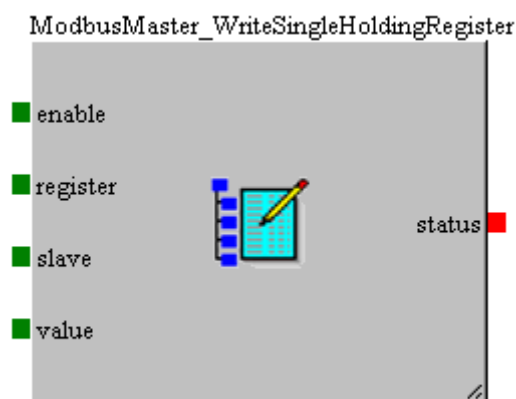 ModbusMaster_WriteSingleHoldingRegister
enable
register
slave
value
status